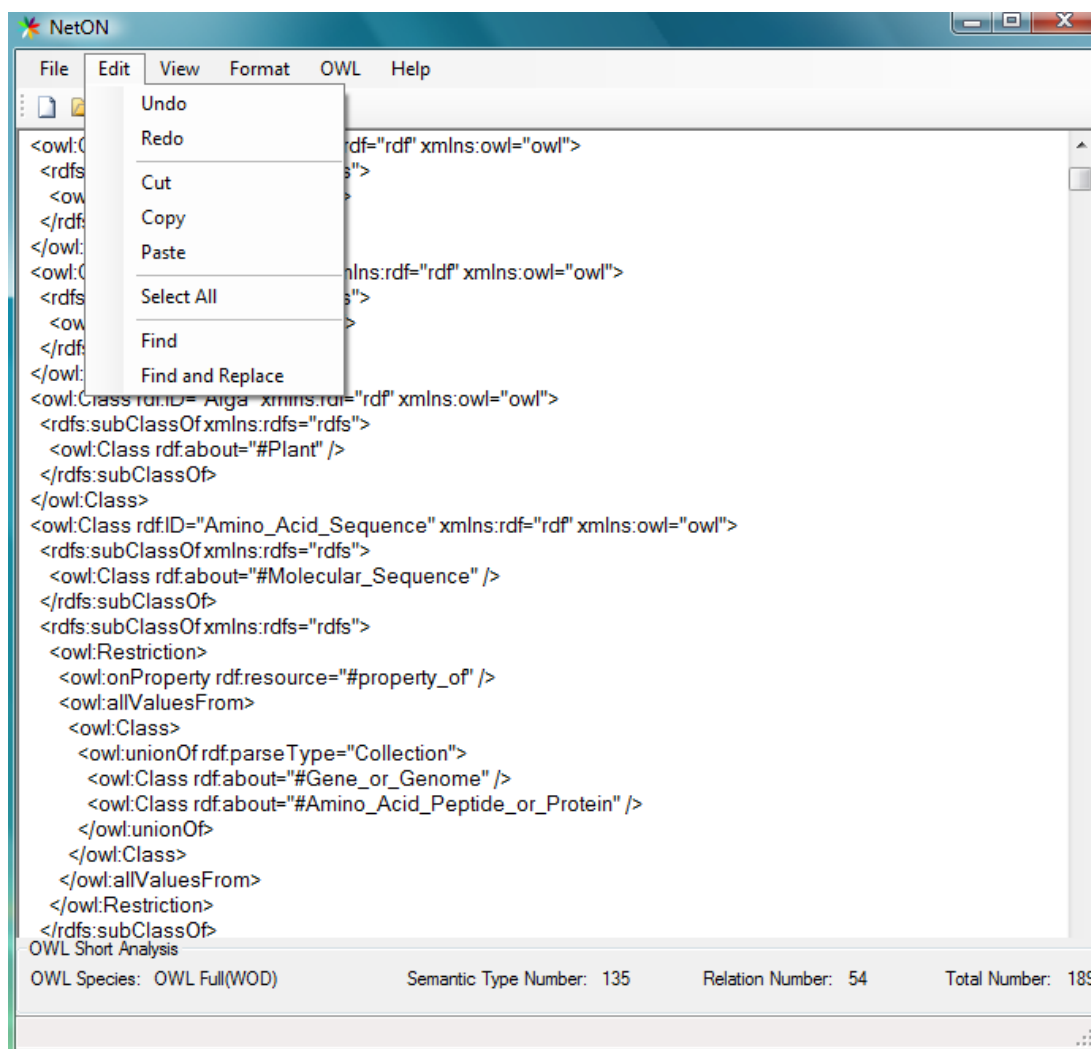 NetON
File Edit View Format OWL Help
Undo
Redo
Cut
Copy
Paste
Select All
Find
Find and Replace
<owl:C rdf="rdf" xmlns:owl="owl">
<rdfs s">
<ow >
</rdfs
</owl:
<owl:C mlns:rdf="rdf" xmlns:owl="owl">
<rdfs s">
<ow >
</rdfs
</owl:
<owl:Class rdf:ID="Alga" xmlns:rdf="rdf" xmlns:owl="owl">
<rdfs:subClassOf xmlns:rdfs="rdfs">
<owl:Class rdf:about="#Plant" />
</rdfs:subClassOf>
</owl:Class>
<owl:Class rdf:ID="Amino_Acid_Sequence" xmlns:rdf="rdf" xmlns:owl="owl">
<rdfs:subClassOf xmlns:rdfs="rdfs">
<owl:Class rdf:about="#Molecular_Sequence" />
</rdfs:subClassOf>
<rdfs:subClassOf xmlns:rdfs="rdfs">
<owl:Restriction>
<owl:onProperty rdf:resource="#property_of" />
<owl:allValuesFrom>
<owl:Class>
<owl:unionOf rdf:parseType="Collection">
<owl:Class rdf:about="#Gene_or_Genome" />
<owl:Class rdf:about="#Amino_Acid_Peptide_or_Protein" />
</owl:unionOf>
</owl:Class>
</owl:allValuesFrom>
</owl:Restriction>
</rdfs:subClassOf>
OWL Short Analysis
OWL Species: OWL Full(WOD) Semantic Type Number: 135 Relation Number: 54 Total Number: 189